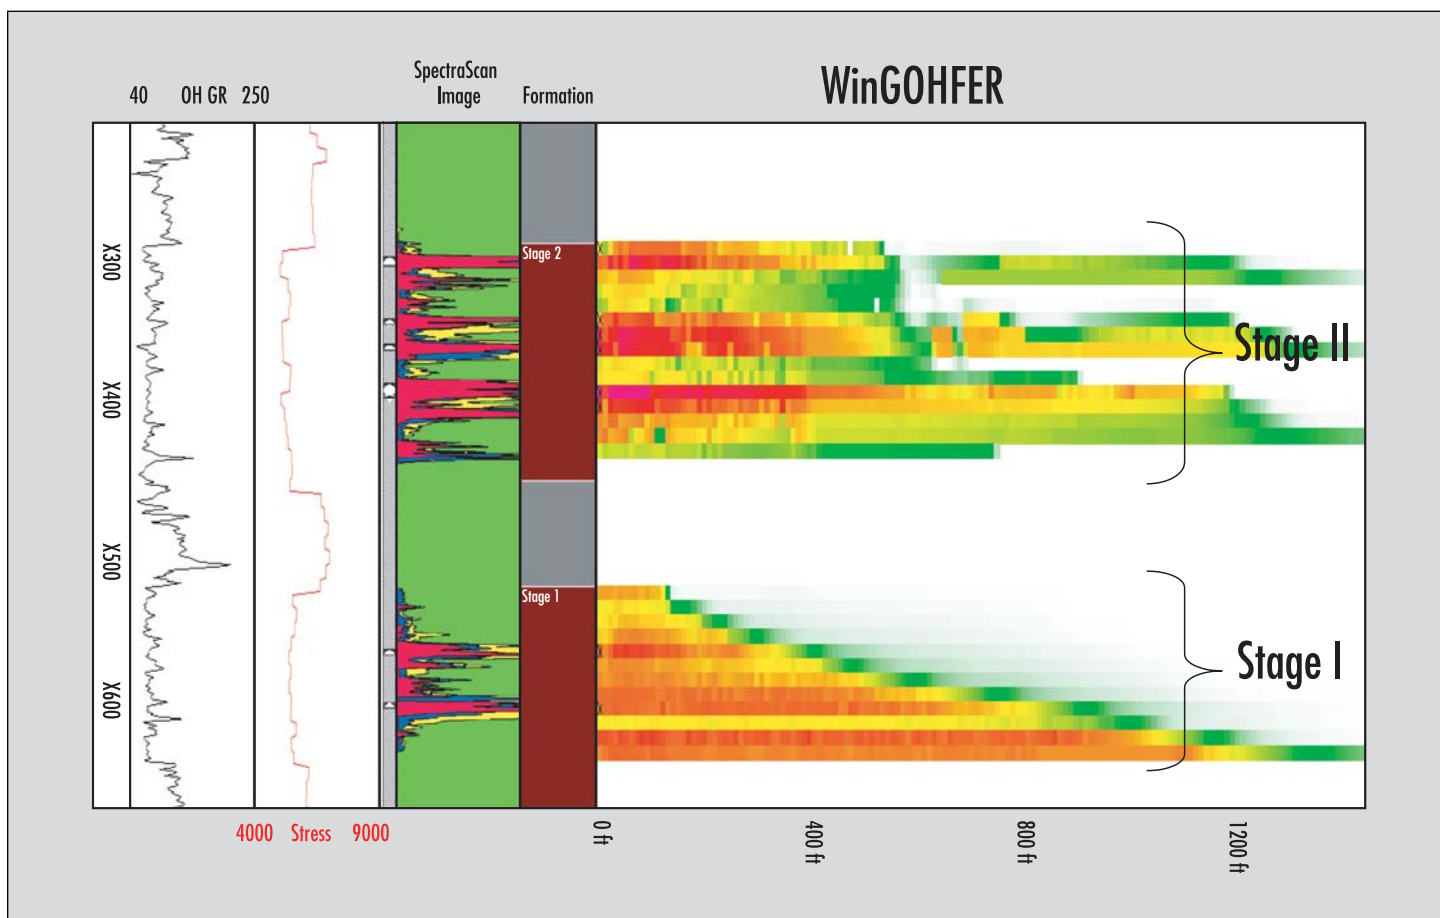 WinGOHFER
SpectraScan
Image
40 OH GR 250
Formation
X300
X400
X500
X600
Stage 2
Stage 1
Stage II
Stage I
4000 Stress 9000
0 ft
400 ft
800 ft
1200 ft